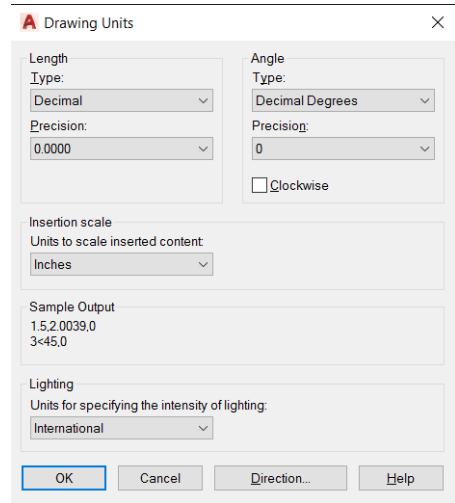 Drawing Units
Length
Type:
Decimal
Precision:
0.0000
Angle
Type:
Decimal Degrees
Precision:
0
Clockwise
Insertion scale
Units to scale inserted content:
Inches
Sample Output
1.5,2.0039,0
3<45,0
Lighting
Units for specifying the intensity of lighting:
International
OK Cancel Direction... Help